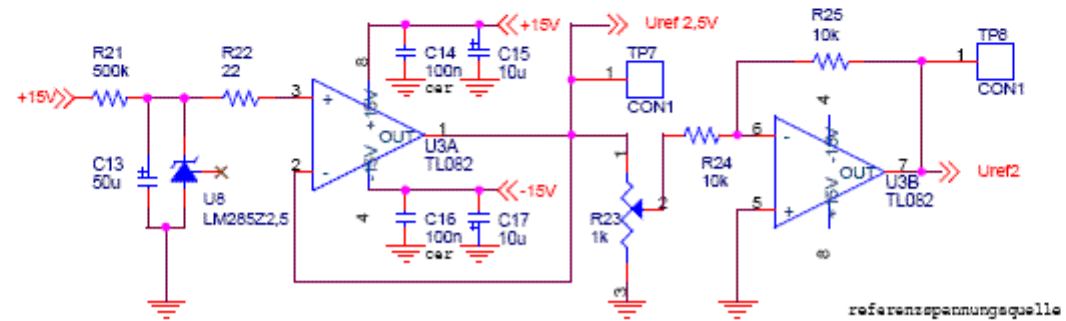 +15V
R21
500k
R22
22
C13
50u
U8
LM285Z2,5
3
2
+
-
8
+15V
OUT
1
-15V
4
U3A
TL082
C14
100n
cer
C15
10u
+15V
C16
100n
cer
C17
10u
-15V
Uref 2,5V
TP7
1
CON1
1
R23
1k
2
3
R24
10k
R25
10k
6
5
-
+
4
-15V
OUT
7
+15V
8
U3B
TL082
TP8
1
CON1
Uref2
referenzspannungsquelle